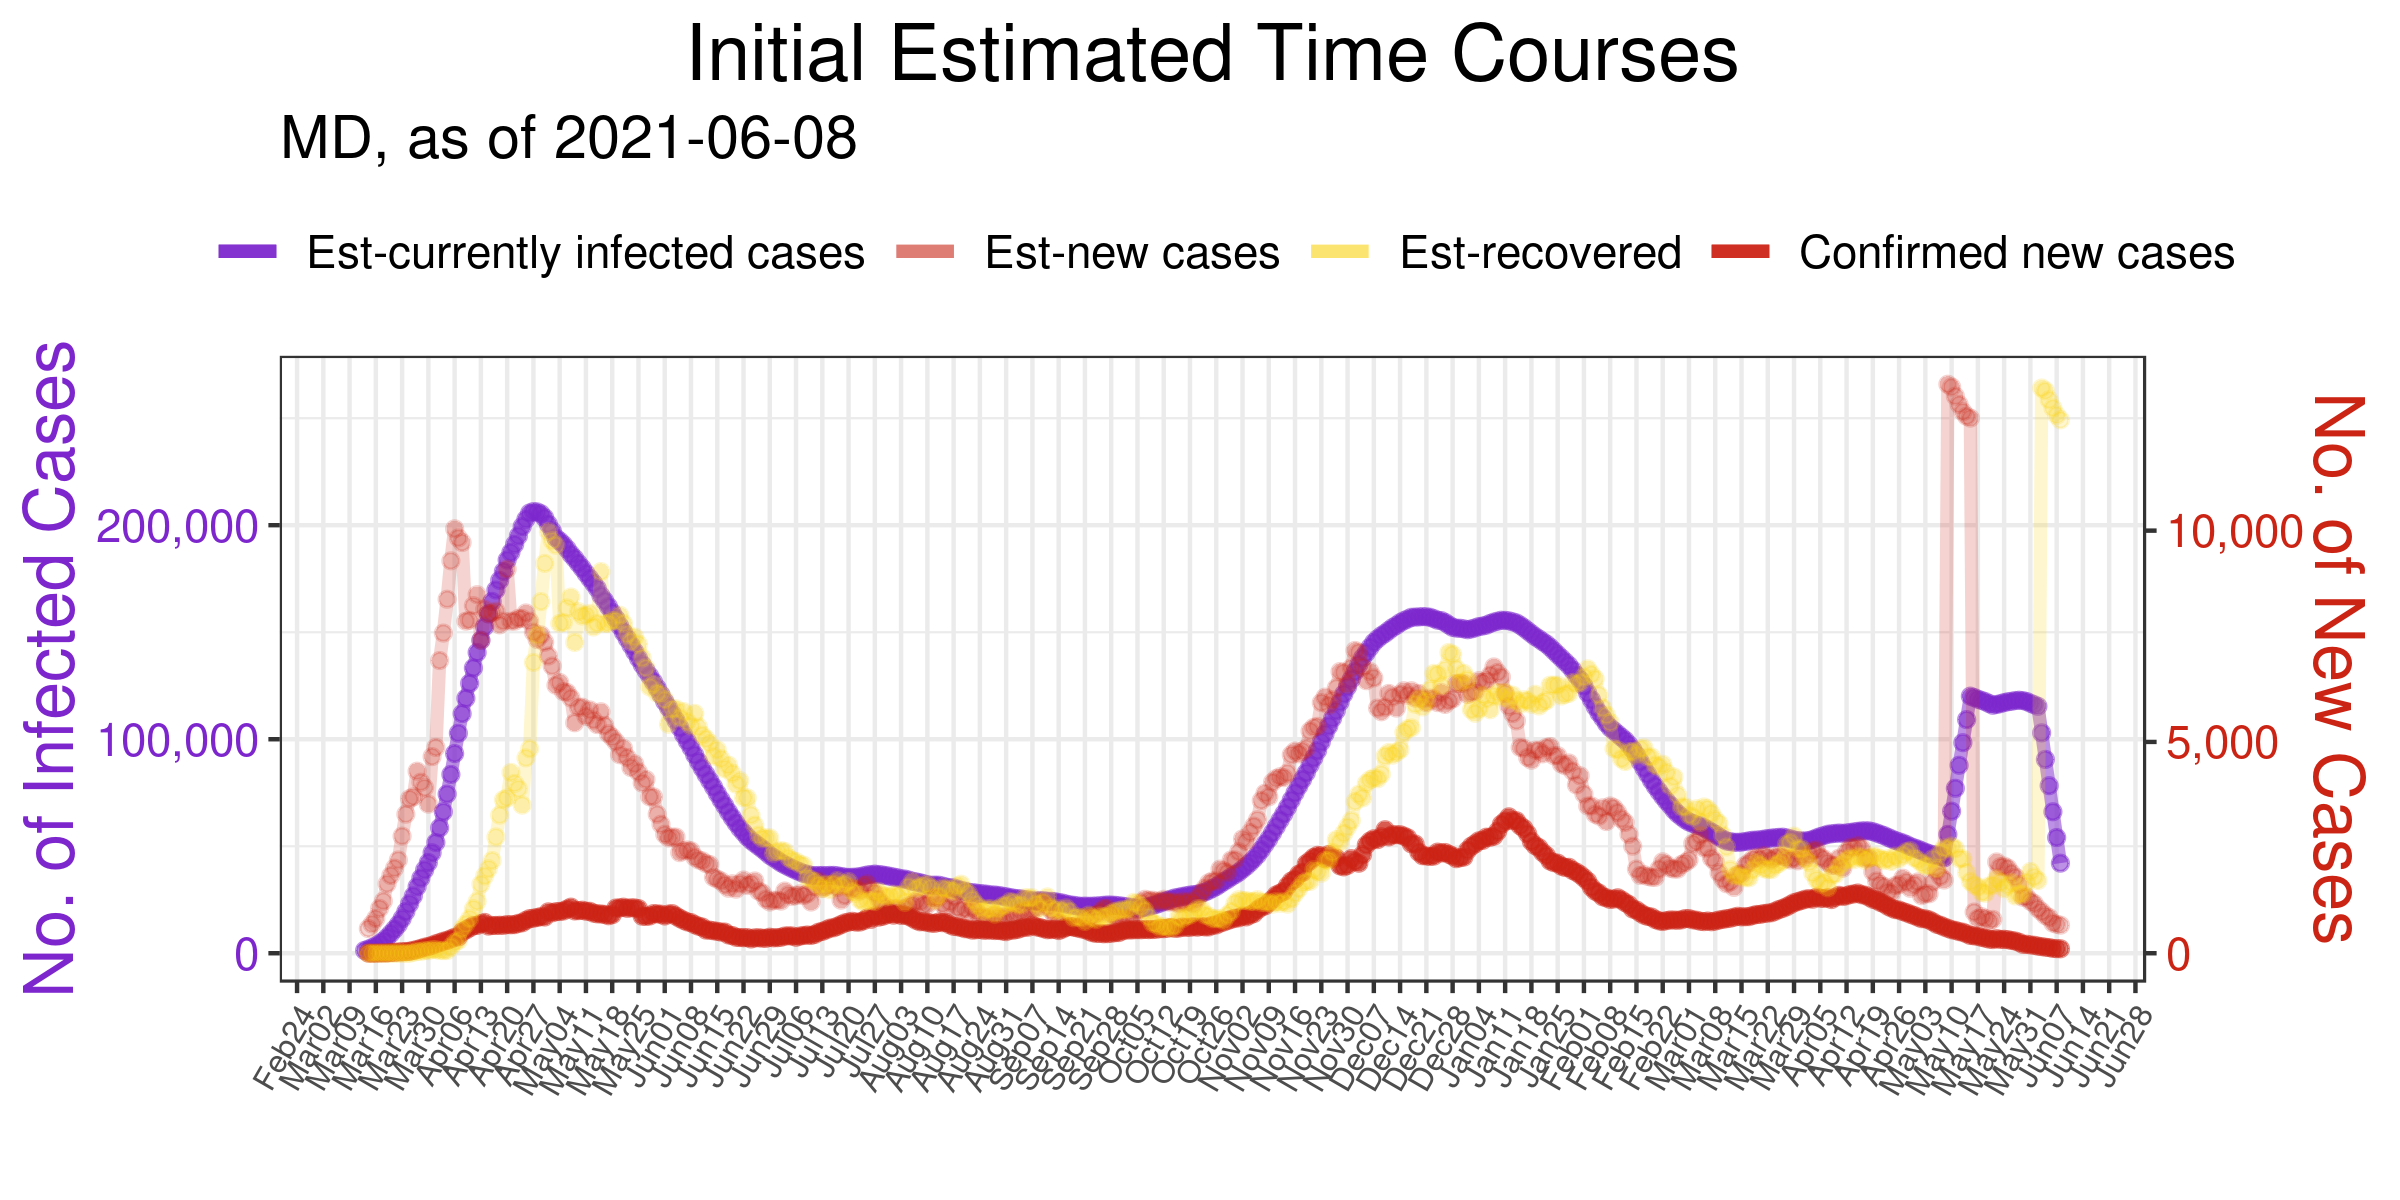 Initial Estimated Time Courses
MD, as of 2021-06-08
Est-currently infected cases
Est-new cases
Est-recovered
Confirmed new cases
No. of Infected Cases
200,000
100,000
0
No. of New Cases
10,000
5,000
0
Feb24
Mar02
Mar09
Mar16
Mar23
Mar30
Apr06
Apr13
Apr20
Apr27
May04
May11
May18
May25
Jun01
Jun08
Jun15
Jun22
Jun29
Jul06
Jul13
Jul20
Jul27
Aug03
Aug10
Aug17
Aug24
Aug31
Sep07
Sep14
Sep21
Sep28
Oct05
Oct12
Oct19
Oct26
Nov02
Nov09
Nov16
Nov23
Nov30
Dec07
Dec14
Dec21
Dec28
Jan04
Jan11
Jan18
Jan25
Feb01
Feb08
Feb15
Feb22
Mar01
Mar08
Mar15
Mar22
Mar29
Apr05
Apr12
Apr19
Apr26
May03
May10
May17
May24
May31
Jun07
Jun14
Jun21
Jun28